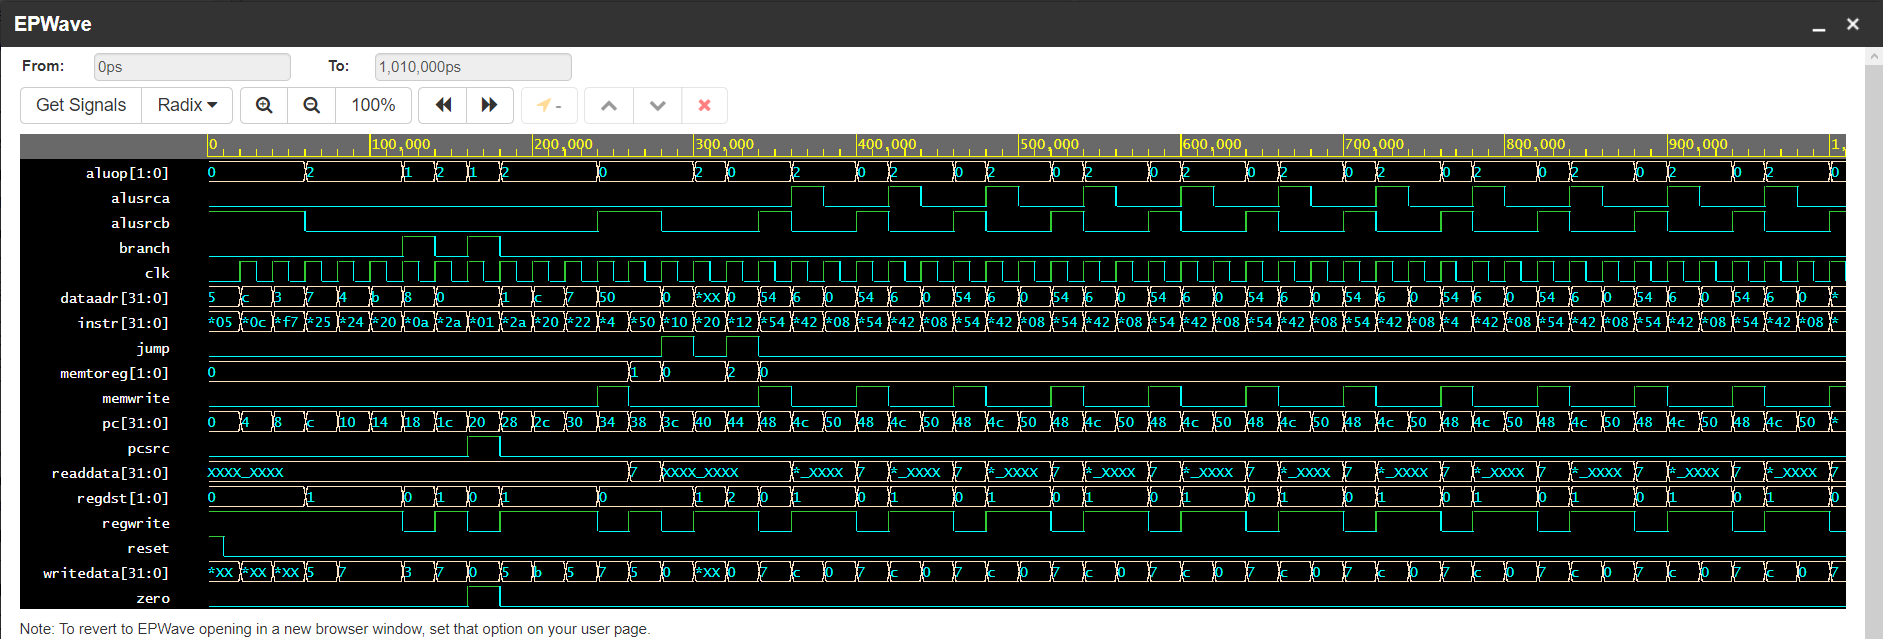 EPWave
From: 0ps To: 1,010,000ps
Get Signals Radix 100% -
0 100,000 200,000 300,000 400,000 500,000 600,000 700,000 800,000 900,000 1,
aluop[1:0] 0 2 1 2 1 2 0 2 0 2 0 2 0 2 0 2 0 2 0 2 0 2 0 2 0 2 0 2 0 2 0
alusrca
alusrcb
branch
clk
dataadr[31:0] 5 c 3 7 4 b 8 0 1 c 7 50 0 *XX 0 54 6 0 54 6 0 54 6 0 54 6 0 54 6 0 54 6 0 54 6 0 54 6 0 54 6 0 54 6 0 54 6 0 *
instr[31:0] *05 *0c *f7 *25 *24 *20 *0a *2a *01 *2a *20 *22 *4 *50 *10 *20 *12 *54 *42 *08 *54 *42 *08 *54 *42 *08 *54 *42 *08 *54 *42 *08 *54 *42 *08 *54 *42 *08 *4 *42 *08 *54 *42 *08 *54 *42 *08 *54 *42 *08 *
jump
memtoreg[1:0] 0 1 0 2 0
memwrite
pc[31:0] 0 4 8 c 10 14 18 1c 20 28 2c 30 34 38 3c 40 44 48 4c 50 48 4c 50 48 4c 50 48 4c 50 48 4c 50 48 4c 50 48 4c 50 48 4c 50 48 4c 50 48 4c 50 48 4c 50 *
pcsrc
readdata[31:0] XXXX_XXXX 7 XXXX_XXXX *_XXXX 7 *_XXXX 7 *_XXXX 7 *_XXXX 7 *_XXXX 7 *_XXXX 7 *_XXXX 7 *_XXXX 7 *_XXXX 7 *_XXXX 7 *_XXXX 7
regdst[1:0] 0 1 0 1 0 1 0 1 2 0 1 0 1 0 1 0 1 0 1 0 1 0 1 0 1 0 1 0 1 0 1 0
regwrite
reset
writedata[31:0] *XX *XX *XX 5 7 3 7 0 5 b 5 7 5 0 *XX 0 7 c 0 7 c 0 7 c 0 7 c 0 7 c 0 7 c 0 7 c 0 7 c 0 7 c 0 7 c 0 7 c 0 7
zero
Note: To revert to EPWave opening in a new browser window, set that option on your user page.